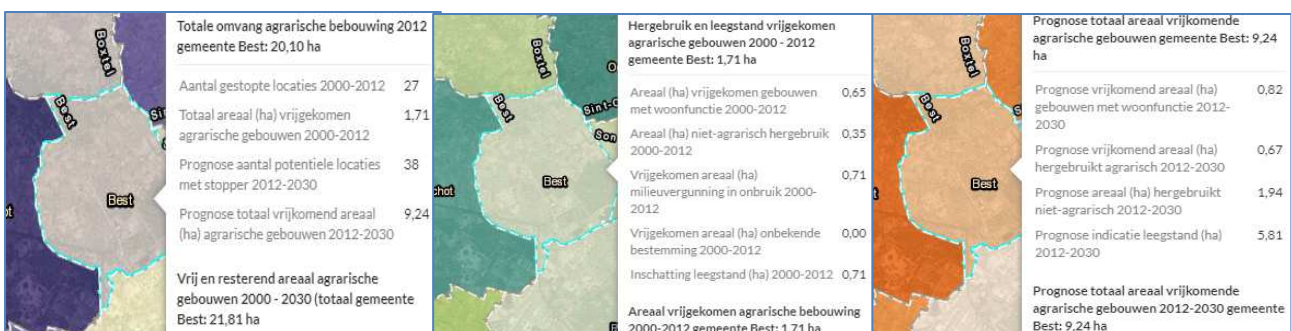 Totale omvang agrarische bebouwing 2012
gemeente Best: 20,10 ha
Aantal gestopte locaties 2000-2012 27
Totaal areaal (ha) vrijgekomen 1,71
agrarische gebouwen 2000-2012
Prognose aantal potentiele locaties 38
met stopper 2012-2030
Prognose totaal vrijkomend areaal 9,24
(ha) agrarische gebouwen 2012-2030
Vrij en resterend areaal agrarische
gebouwen 2000 - 2030 (totaal gemeente
Best: 21,81 ha
Boxtel
Best
Best
Hergebruik en leegstand vrijgekomen
agrarische gebouwen 2000 - 2012
gemeente Best: 1,71 ha
Areaal (ha) vrijgekomen gebouwen 0,65
met woonfunctie 2000-2012
Areaal (ha) niet-agrarisch hergebruik 0,35
2000-2012
Vrijgekomen areaal (ha) 0,71
milieuvergunning in onbruik 2000-
2012
Vrijgekomen areaal (ha) onbekende 0,00
bestemming 2000-2012
Inschatting leegstand (ha) 2000-2012 0,71
Areaal vrijgekomen agrarische bebouwing
2000-2012 gemeente Best: 1,71 ha
Boxtel
Best
Sint-O
Son
Best
chot
Prognose totaal areaal vrijkomende
agrarische gebouwen gemeente Best: 9,24
ha
Prognose vrijkomend areaal (ha) 0,82
gebouwen met woonfunctie 2012-
2030
Prognose vrijkomend areaal (ha) 0,67
hergebruikt agrarisch 2012-2030
Prognose areaal (ha) hergebruikt 1,94
niet-agrarisch 2012-2030
Prognose indicatie leegstand (ha) 5,81
2012-2030
Prognose totaal areaal vrijkomende
agrarische gebouwen 2012-2030 gemeente
Best: 9,24 ha
Boxtel
Best
Best